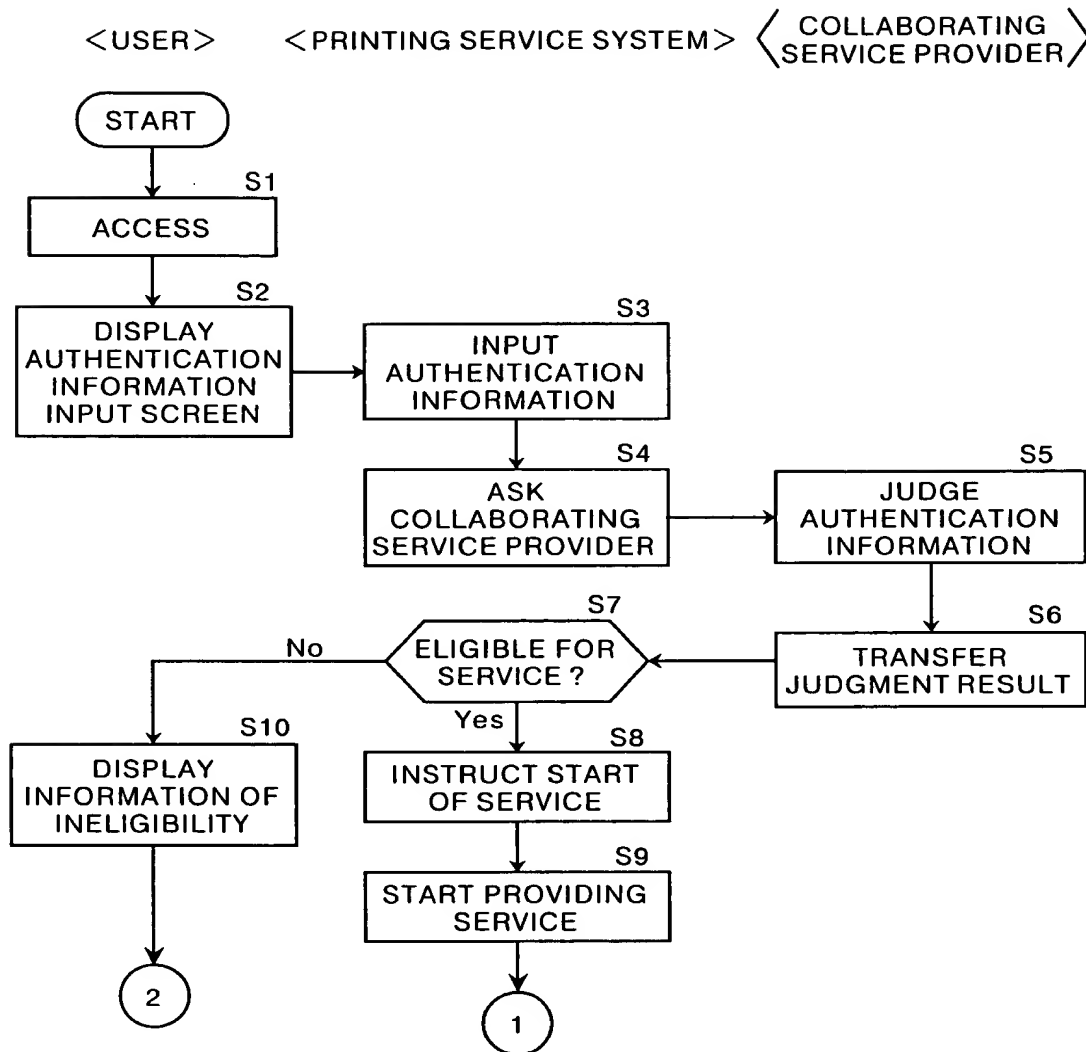 <USER>
<PRINTING SERVICE SYSTEM>
<COLLABORATING
SERVICE PROVIDER>
START
S1
ACCESS
S2
DISPLAY
AUTHENTICATION
INFORMATION
INPUT SCREEN
S3
INPUT
AUTHENTICATION
INFORMATION
S4
ASK
COLLABORATING
SERVICE PROVIDER
S5
JUDGE
AUTHENTICATION
INFORMATION
S6
TRANSFER
JUDGMENT RESULT
S7
ELIGIBLE FOR
SERVICE ?
No
Yes
S8
INSTRUCT START
OF SERVICE
S9
START PROVIDING
SERVICE
S10
DISPLAY
INFORMATION OF
INELIGIBILITY
2
1